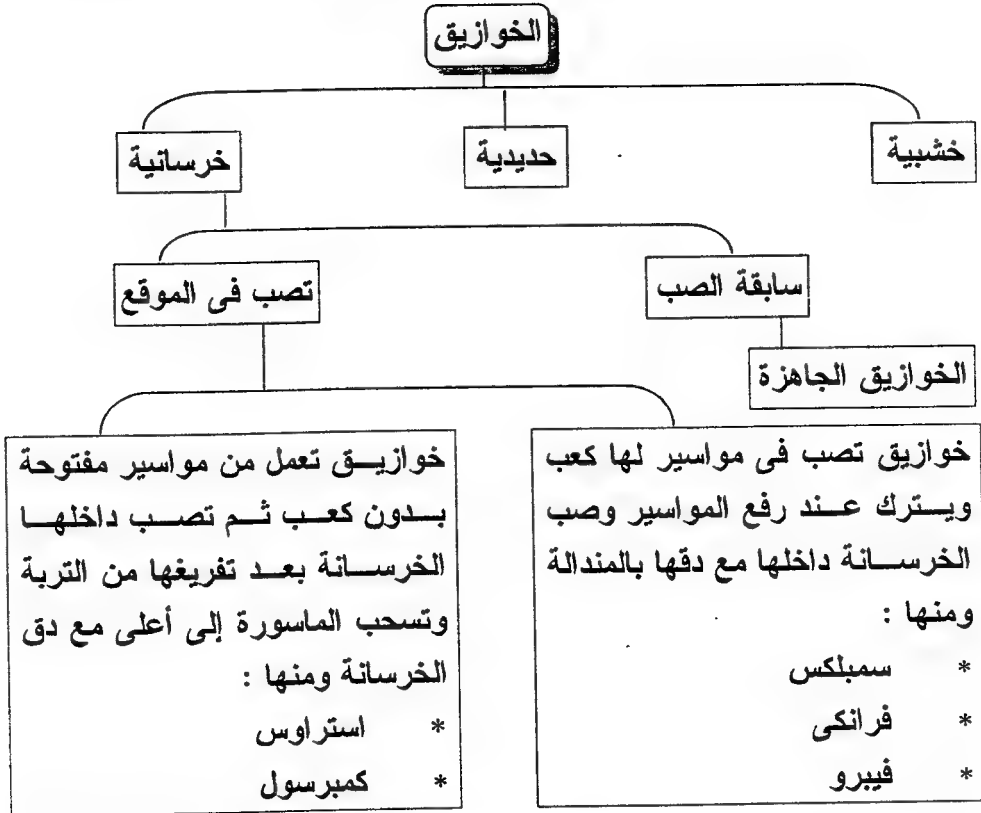 الخوازيق
خشبية
حديدية
خرسانية
سابقة الصب
تصب فى الموقع
الخوازيق الجاهزة
خوازيق تصب فى مواسير لها كعب
ويترك عند رفع المواسير وصب
الخرسانة داخلها مع دقها بالمندالة
ومنها :
* سمبلكس
* فرانكى
* فيبرو
خوازيق تعمل من مواسير مفتوحة
بدون كعب ثم تصب داخلها
الخرسانة بعد تفريغها من التربة
وتسحب الماسورة إلى أعلى مع دق
الخرسانة ومنها :
* استراوس
* كمبرسول